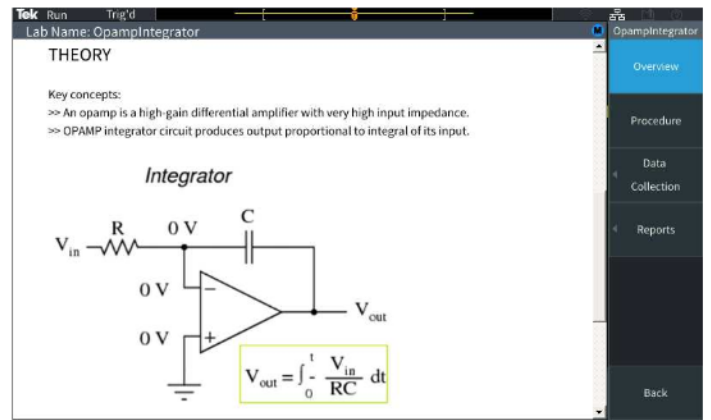 Tek Run Trig'd
Lab Name: OpampIntegrator
M
OpampIntegrator
THEORY
Key concepts:
>> An opamp is a high-gain differential amplifier with very high input impedance.
>> OPAMP integrator circuit produces output proportional to integral of its input.
Integrator
R 0 V C
Vin
0 V −
0 V +
Vout
Vout = ∫0t - Vin/RC dt
Overview
Procedure
Data
Collection
Reports
Back